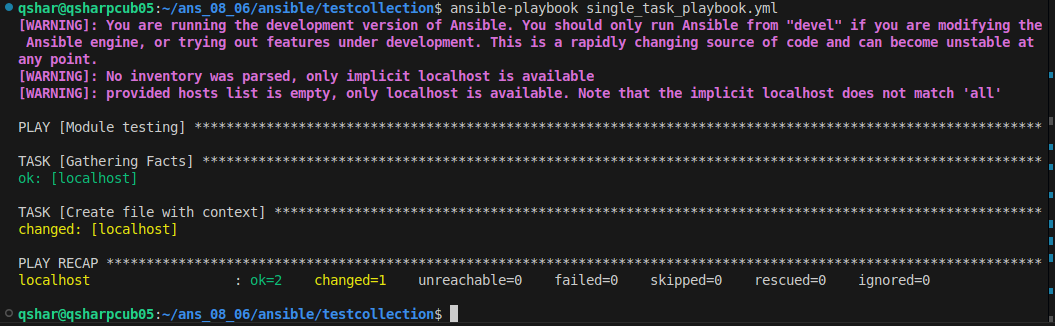 qshar@qsharpcub05:~/ans_08_06/ansible/testcollection$ ansible-playbook single_task_playbook.yml
[WARNING]: You are running the development version of Ansible. You should only run Ansible from "devel" if you are modifying the
Ansible engine, or trying out features under development. This is a rapidly changing source of code and can become unstable at
any point.
[WARNING]: No inventory was parsed, only implicit localhost is available
[WARNING]: provided hosts list is empty, only localhost is available. Note that the implicit localhost does not match 'all'
PLAY [Module testing] **********************************************************************************************************
TASK [Gathering Facts] *********************************************************************************************************
ok: [localhost]
TASK [Create file with context] ************************************************************************************************
changed: [localhost]
PLAY RECAP *********************************************************************************************************************
localhost                  : ok=2    changed=1    unreachable=0    failed=0    skipped=0    rescued=0    ignored=0
qshar@qsharpcub05:~/ans_08_06/ansible/testcollection$